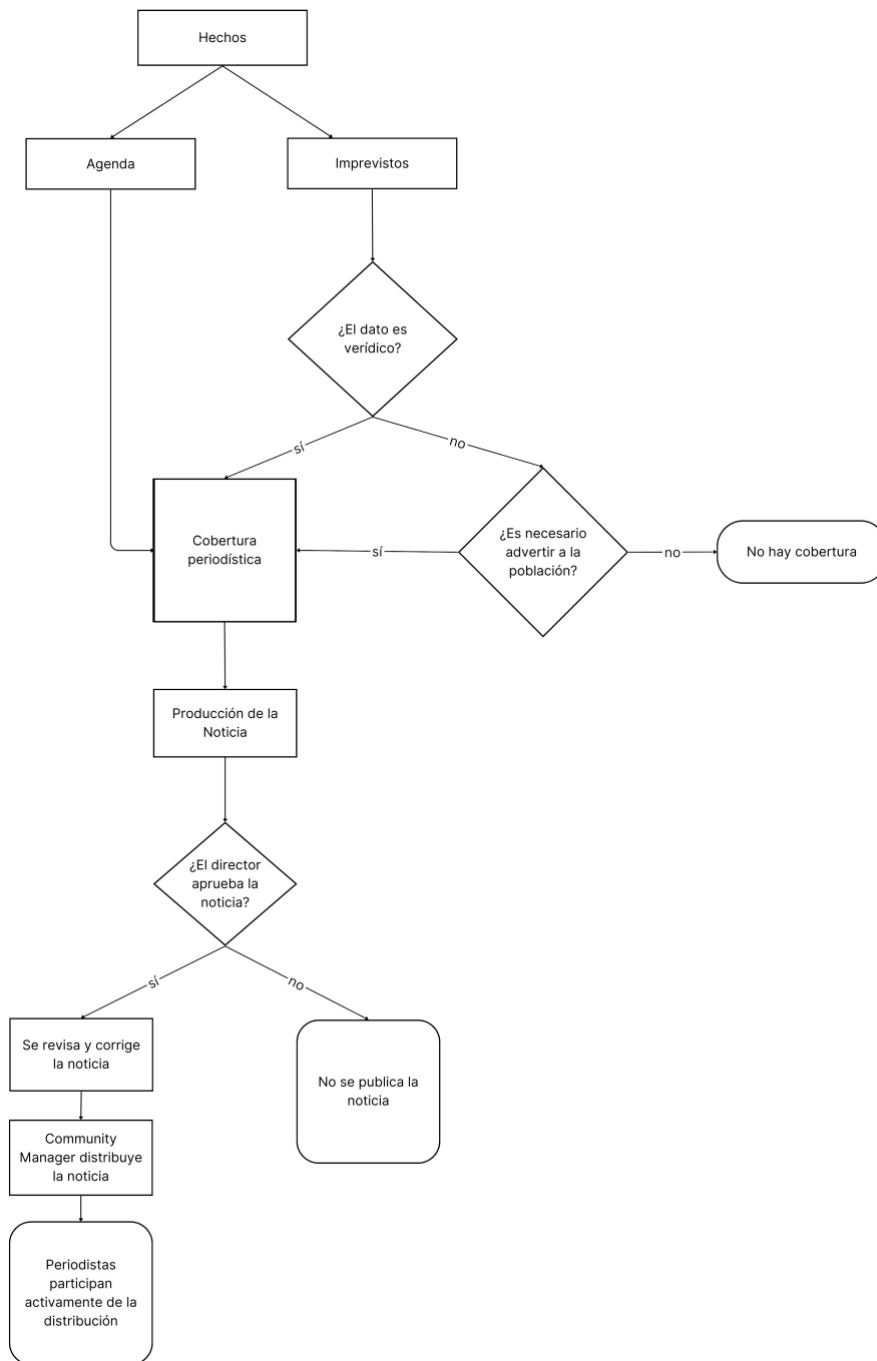 Hechos
Agenda
Imprevistos
¿El dato es
verídico?
sí
no
Cobertura
periodística
sí
¿Es necesario
advertir a la
población?
no
No hay cobertura
Producción de la
Noticia
¿El director
aprueba la
noticia?
sí
no
Se revisa y corrige
la noticia
No se publica la
noticia
Community
Manager distribuye
la noticia
Periodistas
participan
activamente de la
distribución